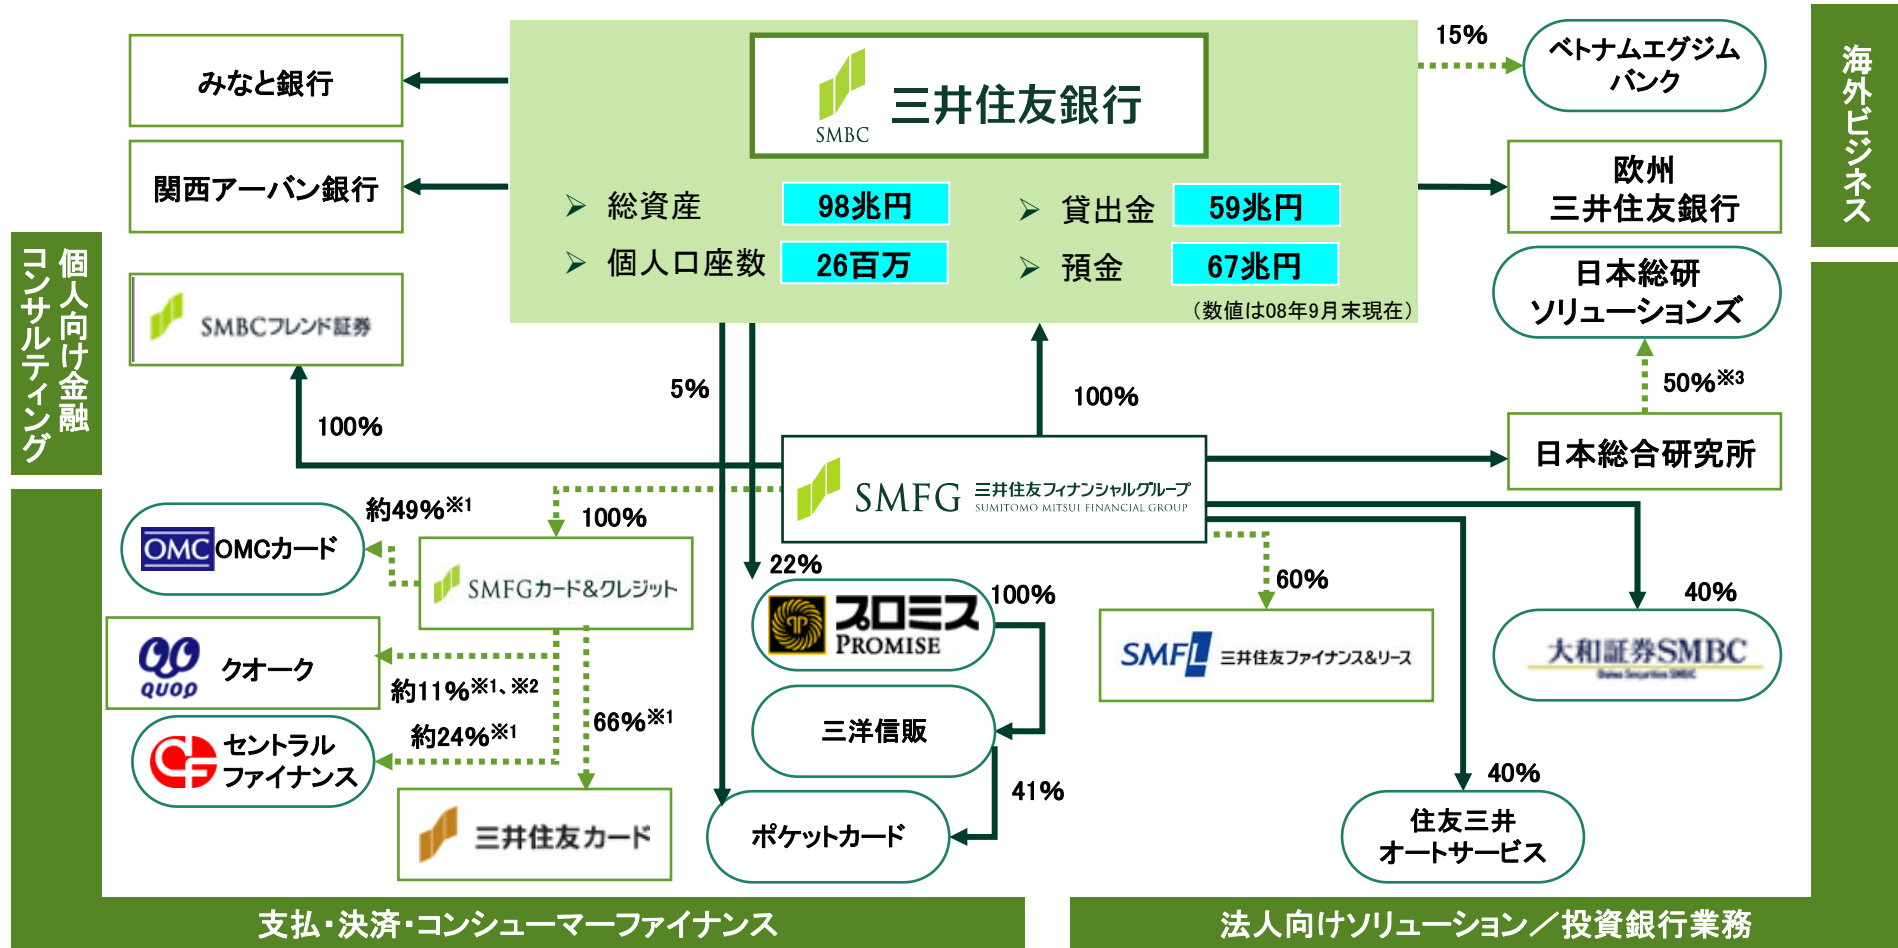 みなと銀行
関西アーバン銀行
SMBC
三井住友銀行
総資産
98兆円
貸出金
59兆円
個人口座数
26百万
預金
67兆円
（数値は08年9月末現在）
15%
ベトナムエグジム
バンク
欧州
三井住友銀行
海外ビジネス
個人向け金融
コンサルティング
SMBCフレンド証券
100%
5%
100%
日本総研
ソリューションズ
50%※3
日本総合研究所
SMFG
三井住友フィナンシャルグループ
SUMITOMO MITSUI FINANCIAL GROUP
約49%※1
OMC
OMCカード
100%
SMFGカード&クレジット
QUOQ
クオーク
約11%※1、※2
約24%※1
66%※1
CF
セントラル
ファイナンス
三井住友カード
22%
プロミス
PROMISE
100%
三洋信販
41%
ポケットカード
60%
SMFL
三井住友ファイナンス&リース
40%
大和証券SMBC
Daiwa Securities SMBC
40%
住友三井
オートサービス
支払・決済・コンシューマーファイナンス
法人向けソリューション／投資銀行業務